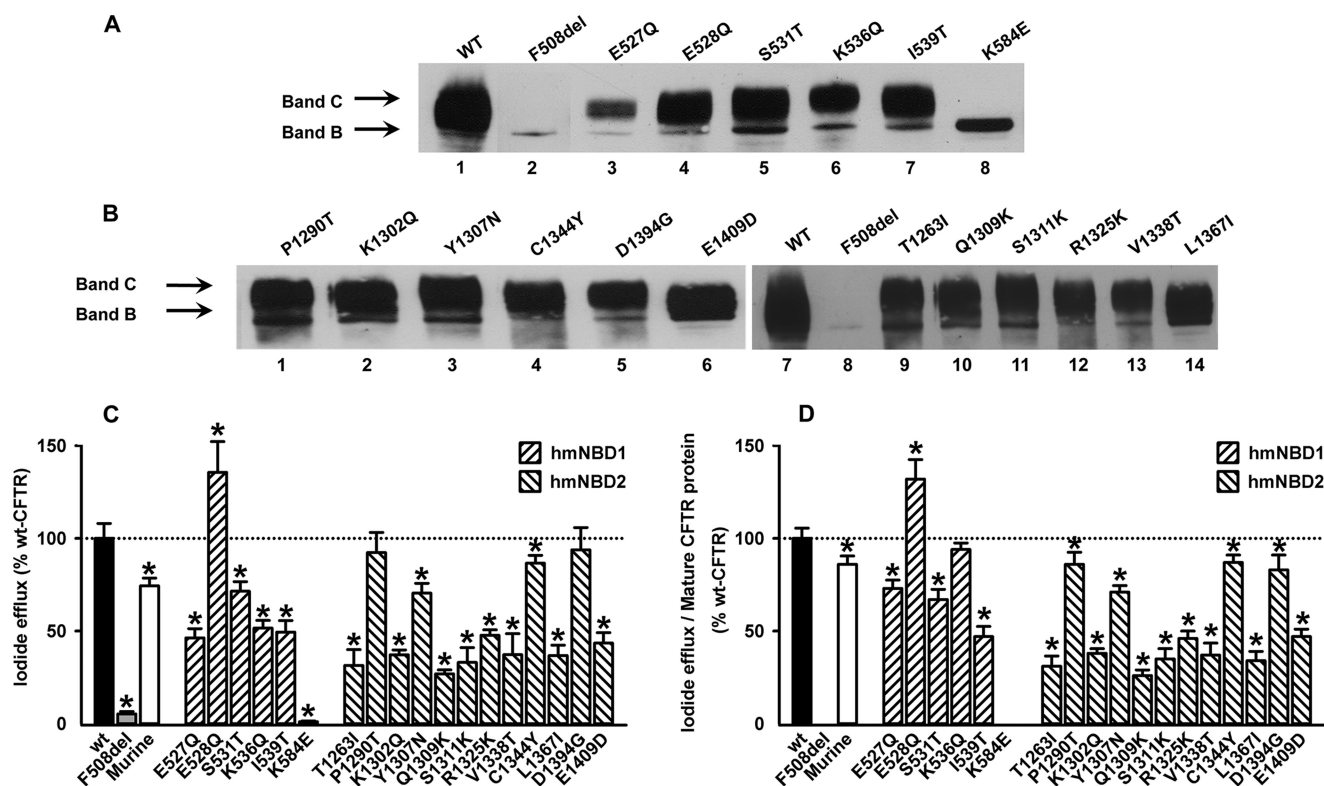 A
WT F508del E527Q E528Q S531T K536Q I539T K584E
Band C
Band B
1 2 3 4 5 6 7 8
B
P1290T K1302Q Y1307N C1344Y D1394G E1409D WT F508del T1263I Q1309K S1311K R1325K V1338T L1367I
Band C
Band B
1 2 3 4 5 6 7 8 9 10 11 12 13 14
C
Iodide efflux (% wt-CFTR)
150
100
50
0
hmNBD1
hmNBD2
* * * * * * * * * * * * * * * * * *
wt F508del Murine E527Q E528Q S531T K536Q I539T K584E T1263I P1290T K1302Q Y1307N Q1309K S1311K R1325K V1338T C1344Y L1367I D1394G E1409D
D
Iodide efflux / Mature CFTR protein
(% wt-CFTR)
150
100
50
0
hmNBD1
hmNBD2
* * * * * * * * * * * * * * * * *
wt F508del Murine E527Q E528Q S531T K536Q I539T K584E T1263I P1290T K1302Q Y1307N Q1309K S1311K R1325K V1338T C1344Y L1367I D1394G E1409D